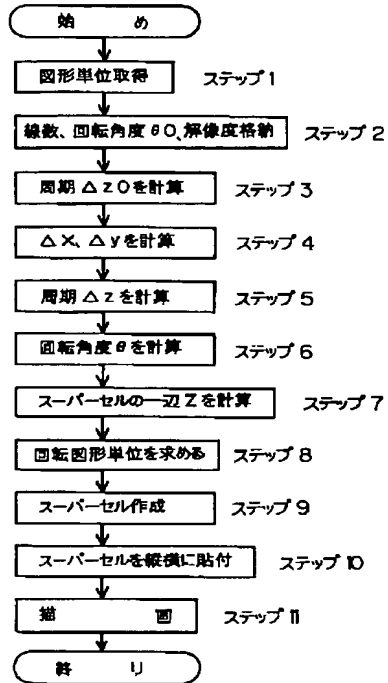 始 め
図形単位取得 ステップ1
線数、回転角度θ0、解像度格納 ステップ2
周期△z0を計算 ステップ3
△x、△yを計算 ステップ4
周期△zを計算 ステップ5
回転角度θを計算 ステップ6
スーパーセルの一辺Zを計算 ステップ7
回転図形単位を求める ステップ8
スーパーセル作成 ステップ9
スーパーセルを縦横に貼付 ステップ10
描 画 ステップ11
終 り